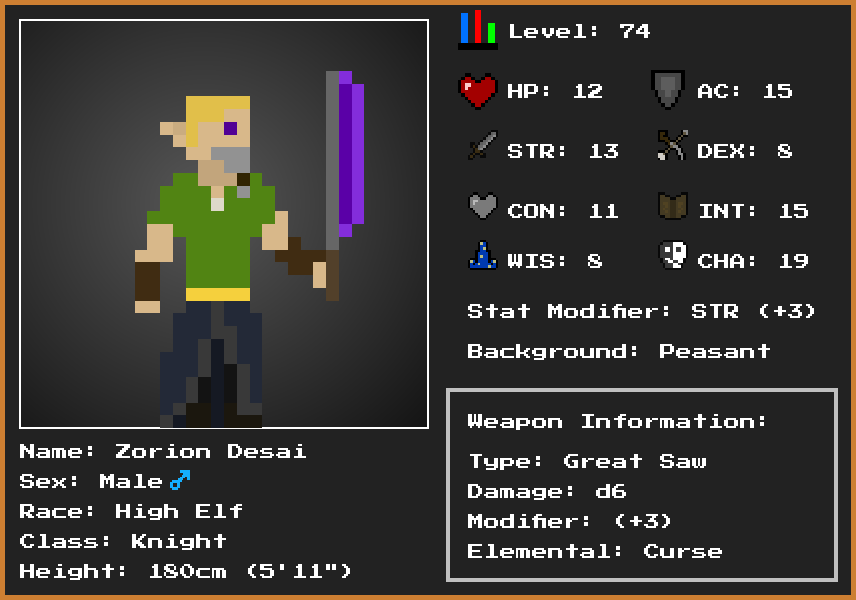 Level: 74
HP: 12 AC: 15
STR: 13 DEX: 8
CON: 11 INT: 15
WIS: 8 CHA: 19
Stat Modifier: STR (+3)
Background: Peasant
Weapon Information:
Type: Great Saw
Damage: d6
Modifier: (+3)
Elemental: Curse
Name: Zorion Desai
Sex: Male♂
Race: High Elf
Class: Knight
Height: 180cm (5'11")